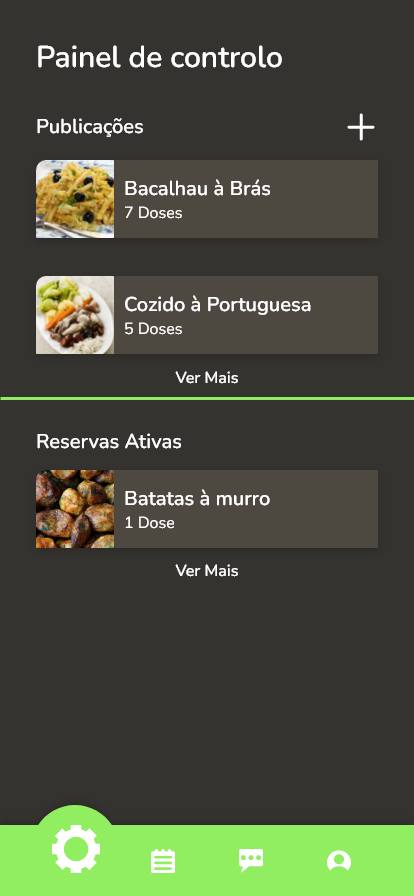 Painel de controlo
Publicações
Bacalhau à Brás
7 Doses
Cozido à Portuguesa
5 Doses
Ver Mais
Reservas Ativas
Batatas à murro
1 Dose
Ver Mais